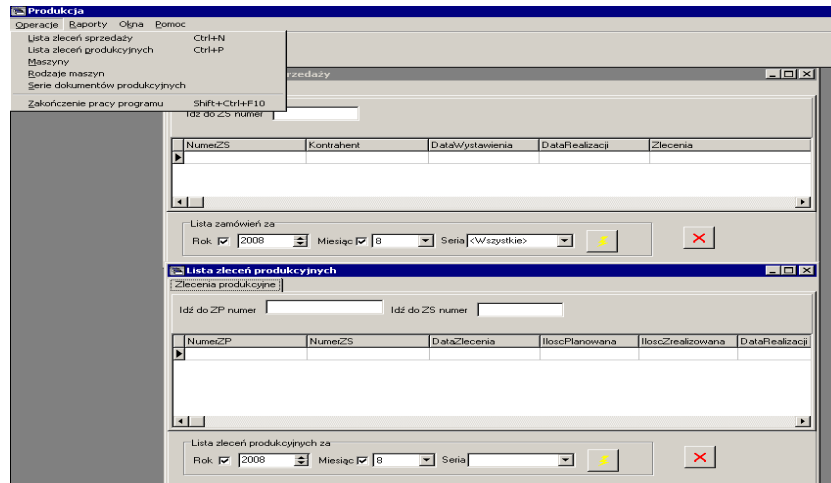 Produkcja
Operacje Raporty Okna Pomoc
Lista zleceń sprzedaży Ctrl+N
Lista zleceń produkcyjnych Ctrl+P
Maszyny
Rodzaje maszyn
Serie dokumentów produkcyjnych
Zakończenie pracy programu Shift+Ctrl+F10
rzedaży
Idź do ZS numer
NumerZS Kontrahent DataWystawienia DataRealizacji Zlecenia
Lista zamówień za
Rok 2008 Miesiąc 8 Seria <Wszystkie>
Lista zleceń produkcyjnych
Zlecenia produkcyjne
Idź do ZP numer Idź do ZS numer
NumerZP NumerZS DataZlecenia IloscPlanowana IloscZrealizowana DataRealizacji
Lista zleceń produkcyjnych za
Rok 2008 Miesiąc 8 Seria